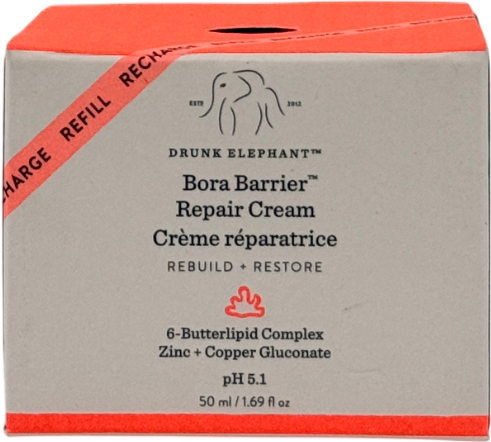 CHARGE REFILL RECHARGE
ESTD 2012
DRUNK ELEPHANT™
Bora Barrier™
Repair Cream
Crème réparatrice
REBUILD + RESTORE
6-Butterlipid Complex
Zinc + Copper Gluconate
pH 5.1
50 ml / 1.69 fl oz